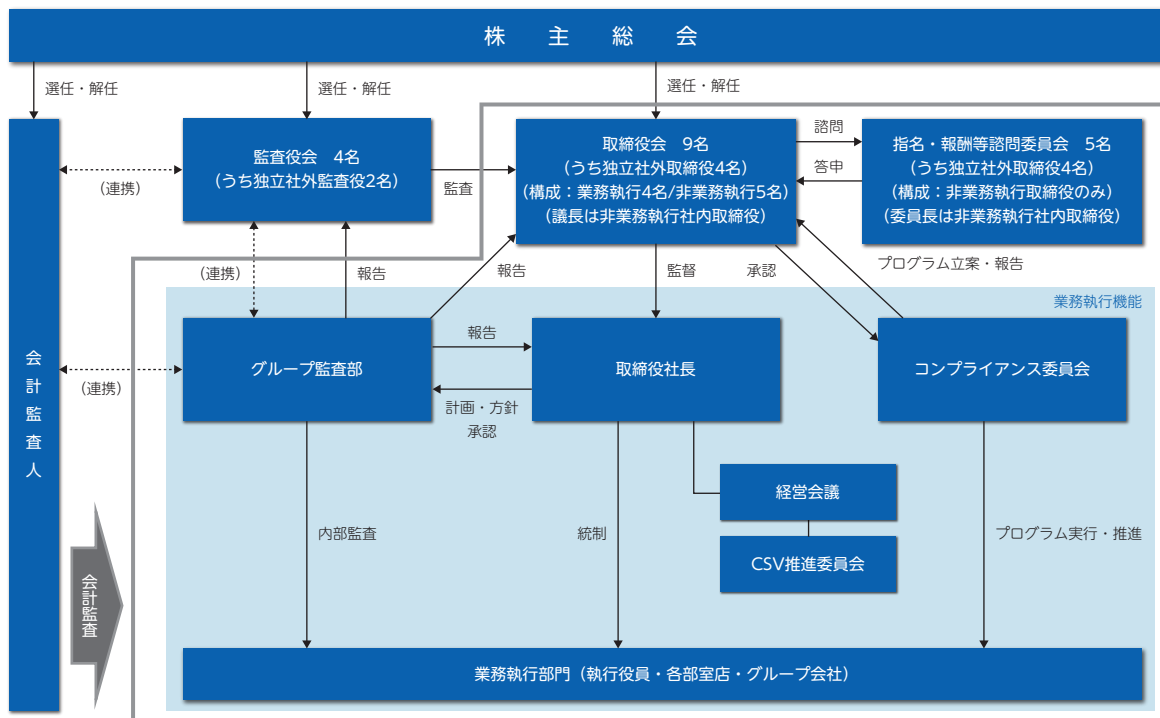 株主総会
選任・解任
選任・解任
選任・解任
監査役会 4名
(うち独立社外監査役2名)
取締役会 9名
(うち独立社外取締役4名)
(構成:業務執行4名/非業務執行5名)
(議長は非業務執行社内取締役)
指名・報酬等諮問委員会 5名
(うち独立社外取締役4名)
(構成:非業務執行取締役のみ)
(委員長は非業務執行社内取締役)
諮問
答申
(連携)
監査
(連携)
報告
報告
監督
承認
プログラム立案・報告
業務執行機能
会計監査人
(連携)
グループ監査部
報告
計画・方針
承認
取締役社長
コンプライアンス委員会
経営会議
CSV推進委員会
内部監査
統制
プログラム実行・推進
会計監査
業務執行部門(執行役員・各部室店・グループ会社)